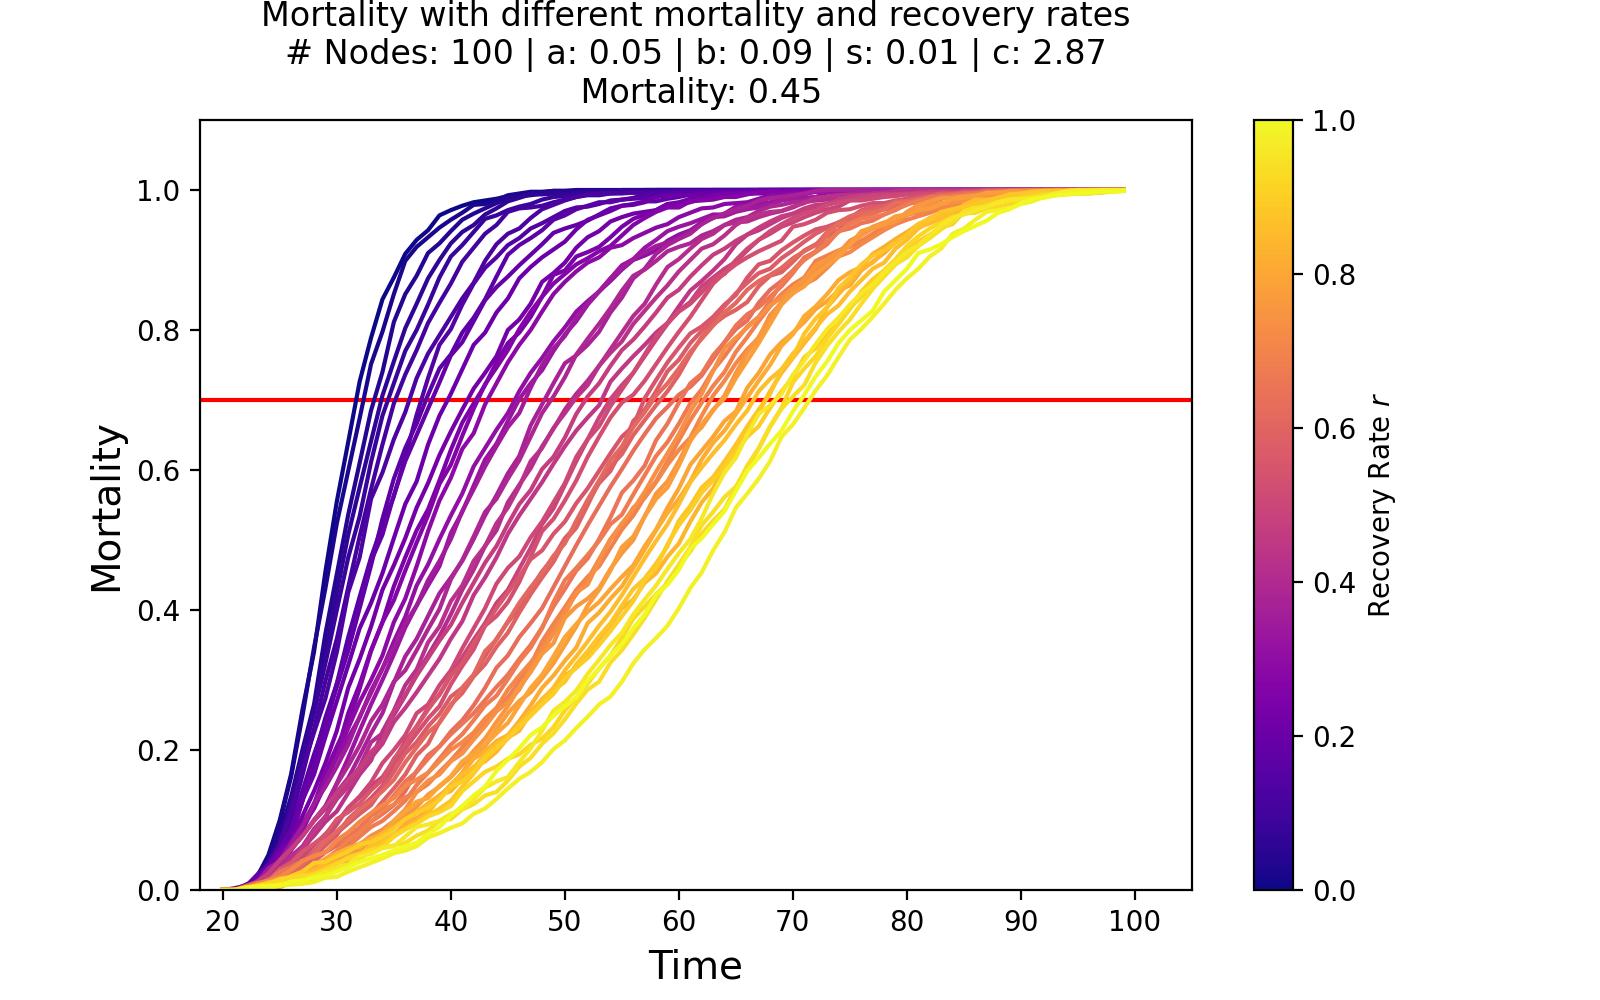 Mortality with different mortality and recovery rates
# Nodes: 100 | a: 0.05 | b: 0.09 | s: 0.01 | c: 2.87
Mortality: 0.45
Mortality
1.0
0.8
0.6
0.4
0.2
0.0
20 30 40 50 60 70 80 90 100
Time
1.0
0.8
0.6
0.4
0.2
0.0
Recovery Rate r